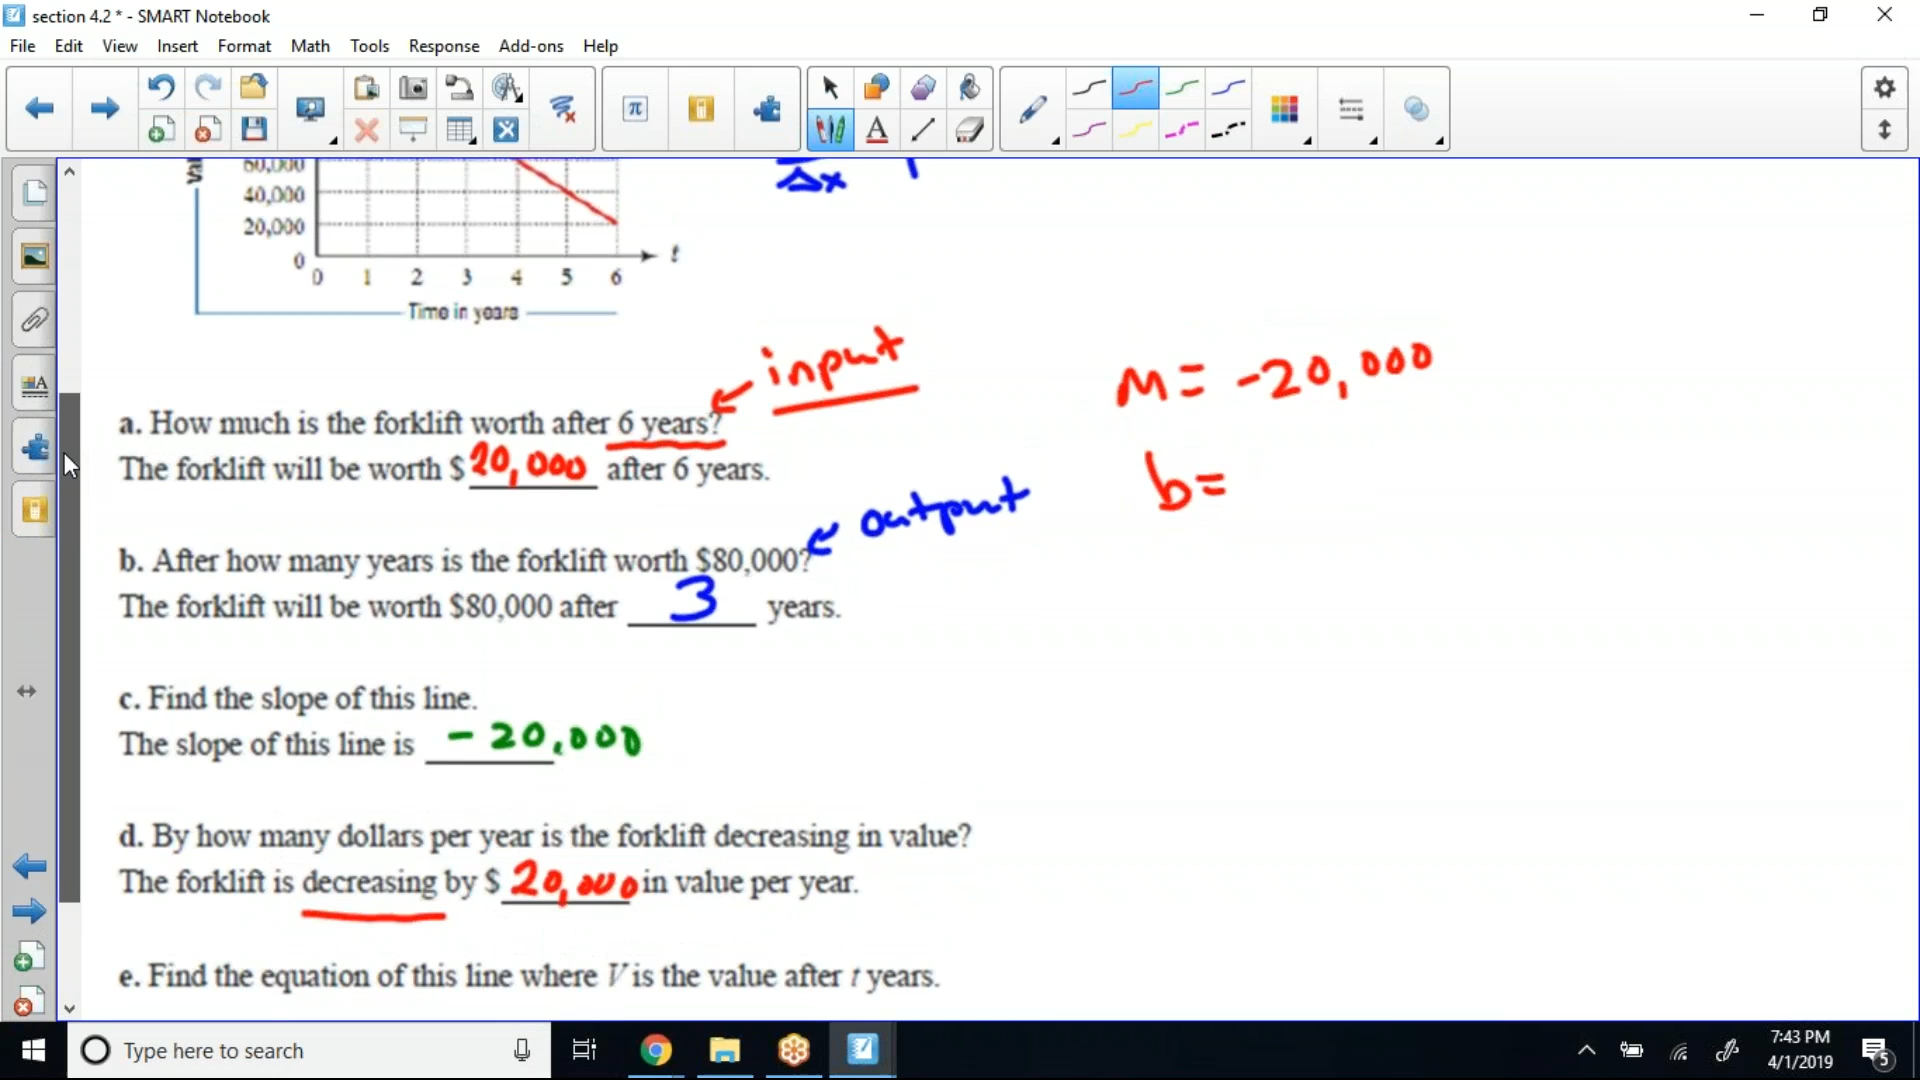 section 4.2 * - SMART Notebook
File Edit View Insert Format Math Tools Response Add-ons Help
60,000
40,000
20,000
0
Δx
t
0 1 2 3 4 5 6
Time in years
input
m = -20,000
a. How much is the forklift worth after 6 years?
The forklift will be worth $ 20,000 after 6 years.
b =
output
b. After how many years is the forklift worth $80,000?
The forklift will be worth $80,000 after 3 years.
c. Find the slope of this line.
The slope of this line is - 20,000
d. By how many dollars per year is the forklift decreasing in value?
The forklift is decreasing by $ 20,000 in value per year.
e. Find the equation of this line where V is the value after t years.
Type here to search
7:43 PM
4/1/2019
5